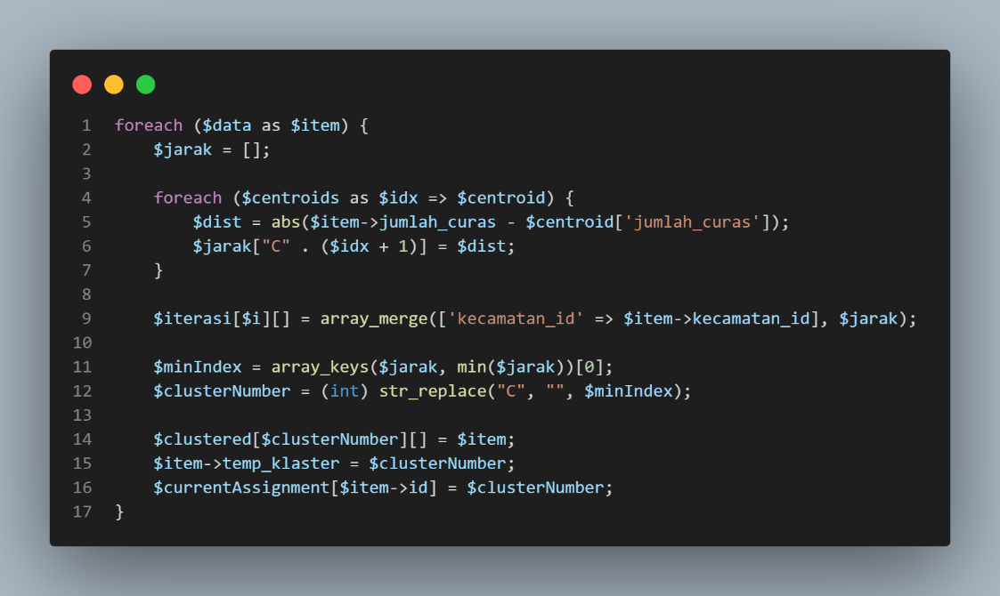 1 foreach ($data as $item) {
2     $jarak = [];
3
4     foreach ($centroids as $idx => $centroid) {
5         $dist = abs($item->jumlah_curas - $centroid['jumlah_curas']);
6         $jarak["C" . ($idx + 1)] = $dist;
7     }
8
9     $iterasi[$i][] = array_merge(['kecamatan_id' => $item->kecamatan_id], $jarak);
10
11     $minIndex = array_keys($jarak, min($jarak))[0];
12     $clusterNumber = (int) str_replace("C", "", $minIndex);
13
14     $clustered[$clusterNumber][] = $item;
15     $item->temp_klaster = $clusterNumber;
16     $currentAssignment[$item->id] = $clusterNumber;
17 }